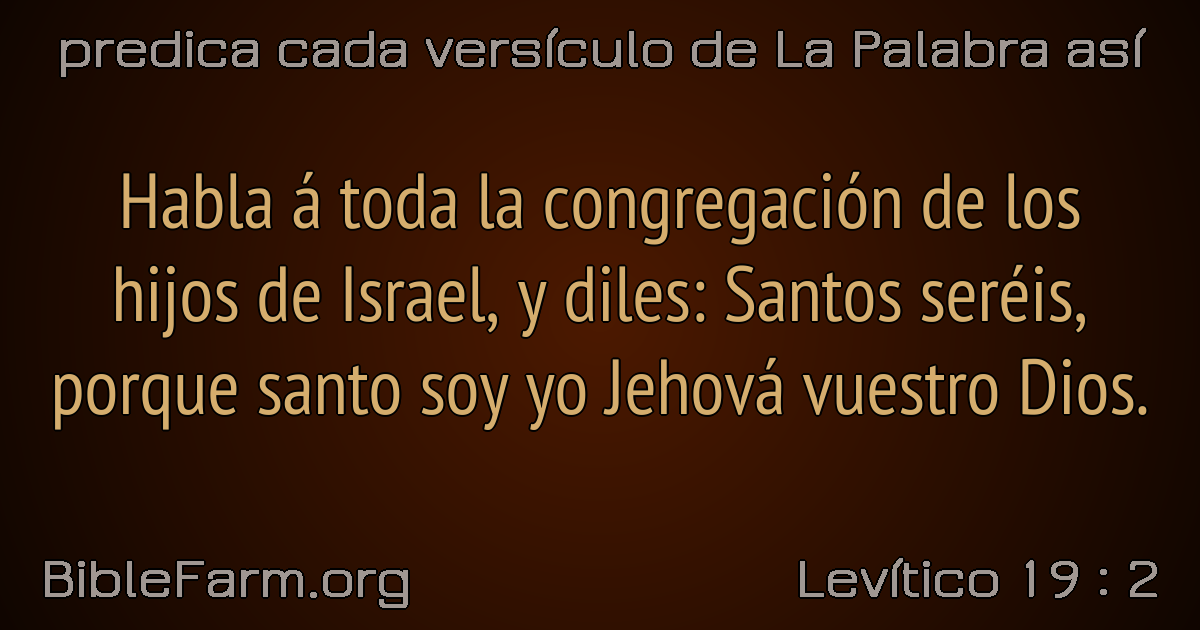 predica cada versículo de La Palabra así
Habla á toda la congregación de los
hijos de Israel, y diles: Santos seréis,
porque santo soy yo Jehová vuestro Dios.
BibleFarm.org
Levítico 19 : 2